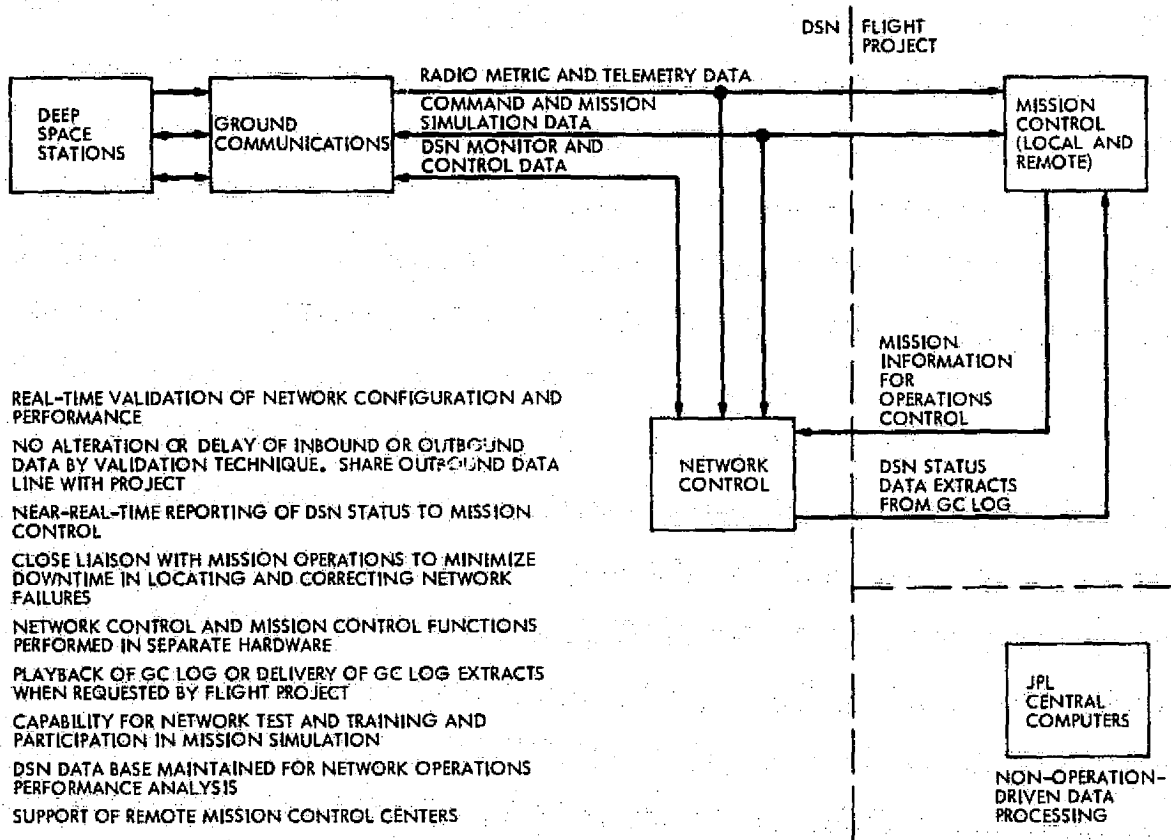 DSN
FLIGHT
PROJECT
DEEP
SPACE
STATIONS
GROUND
COMMUNICATIONS
RADIO METRIC AND TELEMETRY DATA
COMMAND AND MISSION
SIMULATION DATA
DSN MONITOR AND
CONTROL DATA
MISSION
CONTROL
(LOCAL AND
REMOTE)
MISSION
INFORMATION
FOR
OPERATIONS
CONTROL
NETWORK
CONTROL
DSN STATUS
DATA EXTRACTS
FROM GC LOG
REAL-TIME VALIDATION OF NETWORK CONFIGURATION AND
PERFORMANCE
NO ALTERATION OR DELAY OF INBOUND OR OUTBOUND
DATA BY VALIDATION TECHNIQUE. SHARE OUTBOUND DATA
LINE WITH PROJECT
NEAR-REAL-TIME REPORTING OF DSN STATUS TO MISSION
CONTROL
CLOSE LIAISON WITH MISSION OPERATIONS TO MINIMIZE
DOWNTIME IN LOCATING AND CORRECTING NETWORK
FAILURES
NETWORK CONTROL AND MISSION CONTROL FUNCTIONS
PERFORMED IN SEPARATE HARDWARE
PLAYBACK OF GC LOG OR DELIVERY OF GC LOG EXTRACTS
WHEN REQUESTED BY FLIGHT PROJECT
CAPABILITY FOR NETWORK TEST AND TRAINING AND
PARTICIPATION IN MISSION SIMULATION
DSN DATA BASE MAINTAINED FOR NETWORK OPERATIONS
PERFORMANCE ANALYSIS
SUPPORT OF REMOTE MISSION CONTROL CENTERS
JPL
CENTRAL
COMPUTERS
NON-OPERATION-
DRIVEN DATA
PROCESSING